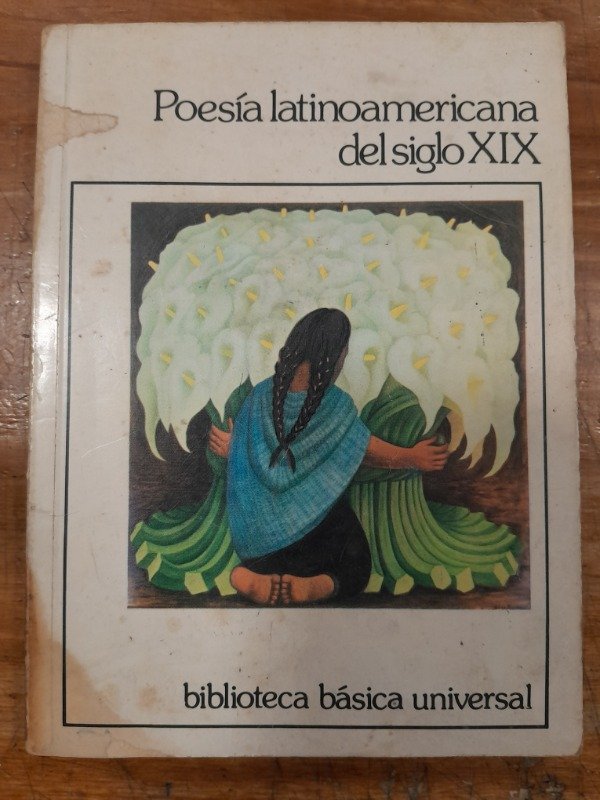 Poesía latinoamericana
del siglo XIX
biblioteca básica universal